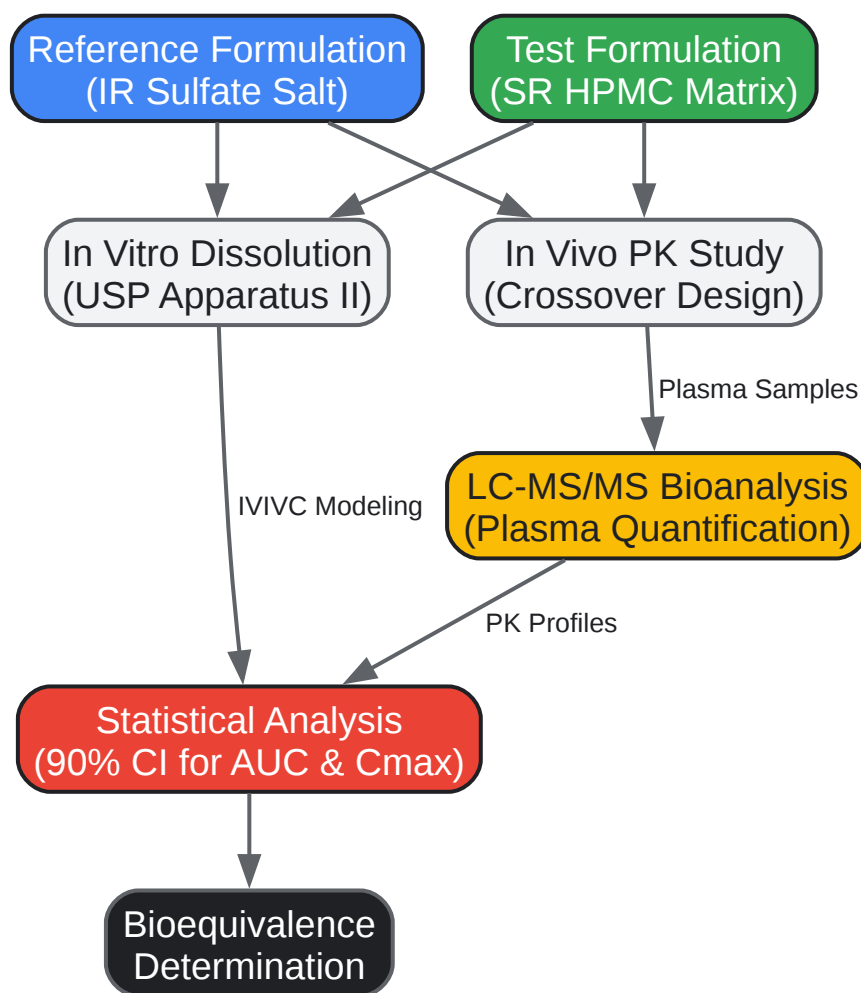 Reference Formulation
(IR Sulfate Salt)
Test Formulation
(SR HPMC Matrix)
In Vitro Dissolution
(USP Apparatus II)
In Vivo PK Study
(Crossover Design)
Plasma Samples
LC-MS/MS Bioanalysis
(Plasma Quantification)
IVIVC Modeling
PK Profiles
Statistical Analysis
(90% CI for AUC & Cmax)
Bioequivalence
Determination